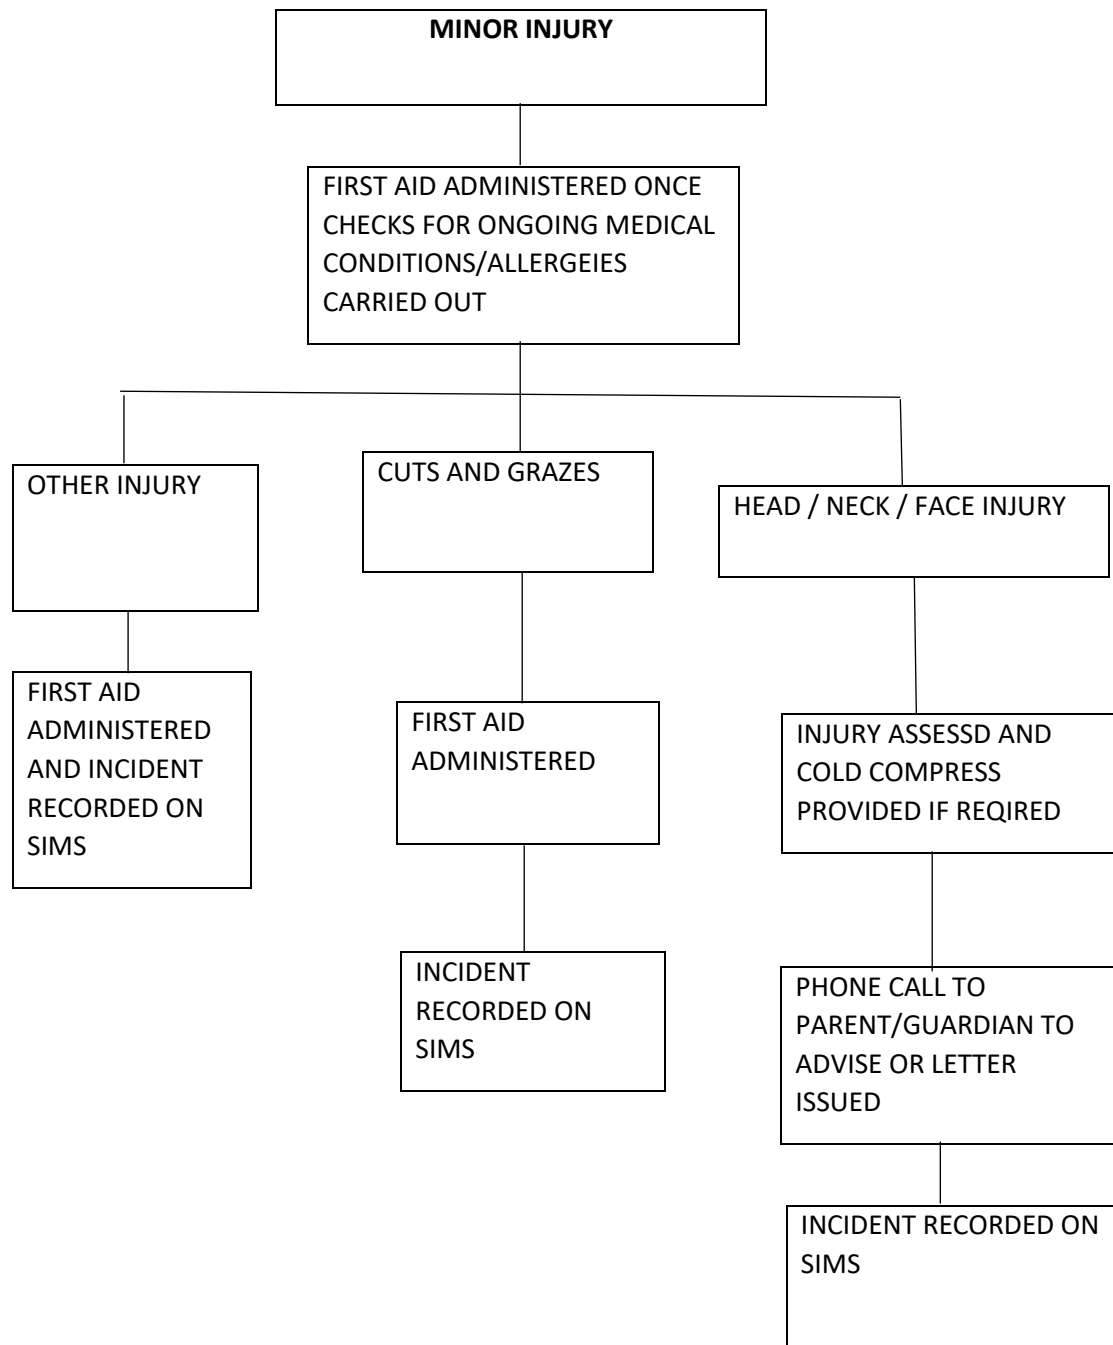 MINOR INJURY
FIRST AID ADMINISTERED ONCE
CHECKS FOR ONGOING MEDICAL
CONDITIONS/ALLERGEIES
CARRIED OUT
OTHER INJURY
FIRST AID
ADMINISTERED
AND INCIDENT
RECORDED ON
SIMS
CUTS AND GRAZES
FIRST AID
ADMINISTERED
INCIDENT
RECORDED ON
SIMS
HEAD / NECK / FACE INJURY
INJURY ASSESSD AND
COLD COMPRESS
PROVIDED IF REQIRED
PHONE CALL TO
PARENT/GUARDIAN TO
ADVISE OR LETTER
ISSUED
INCIDENT RECORDED ON
SIMS